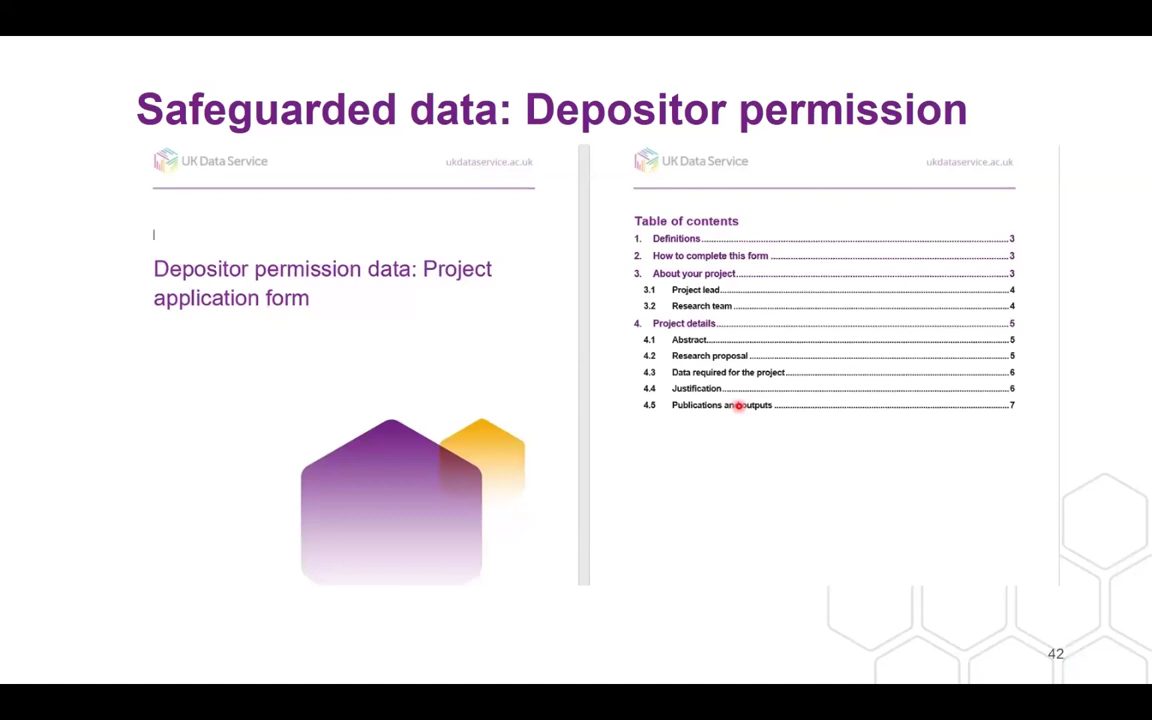 Safeguarded data: Depositor permission
UK Data Service
ukdataservice.ac.uk
Depositor permission data: Project
application form
UK Data Service
ukdataservice.ac.uk
Table of contents
1. Definitions 3
2. How to complete this form 3
3. About your project 3
3.1 Project lead 4
3.2 Research team 4
4. Project details 5
4.1 Abstract 5
4.2 Research proposal 5
4.3 Data required for the project 6
4.4 Justification 6
4.5 Publications and outputs 7
42